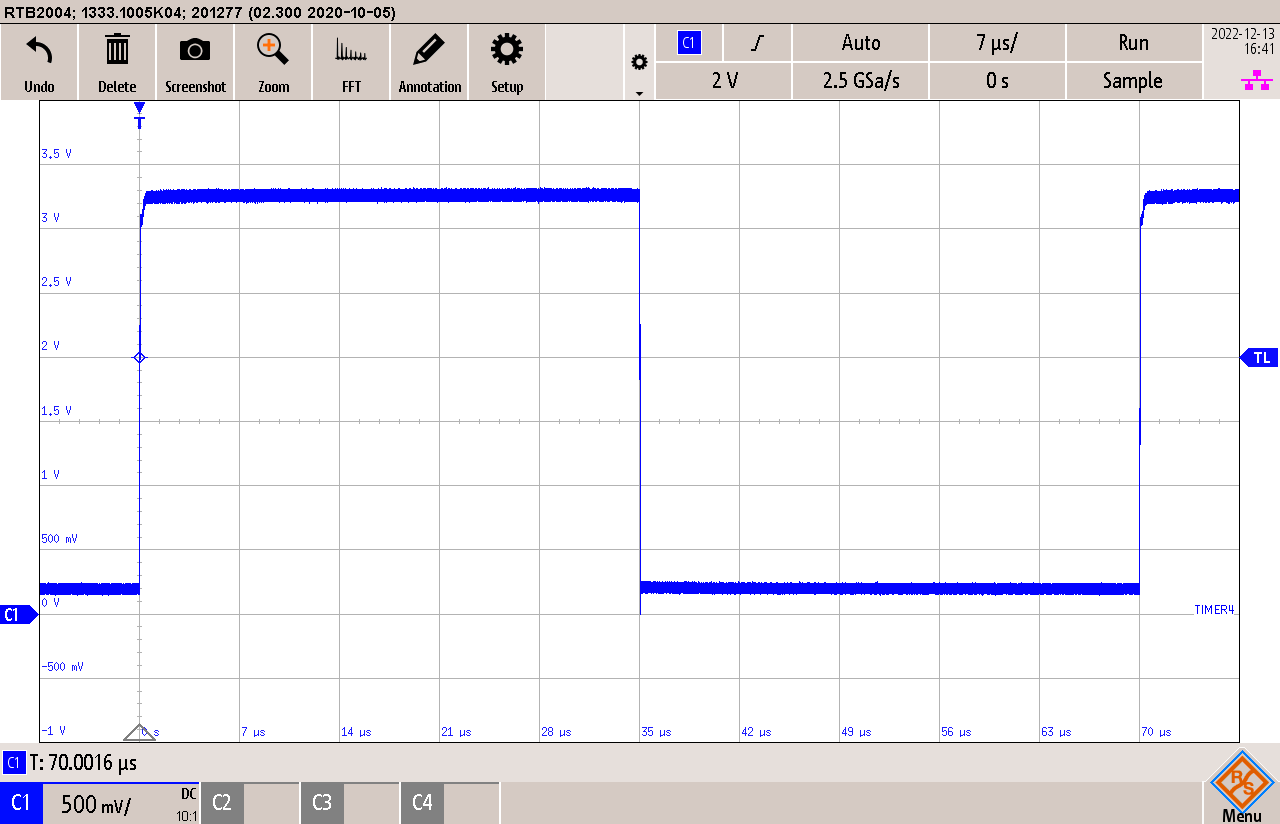 RTB2004; 1333.1005K04; 201277 (02.300 2020-10-05)
Undo Delete Screenshot Zoom FFT Annotation Setup
C1 Auto 7 µs/ Run
2 V 2.5 GSa/s 0 s Sample
2022-12-13
16:41
T
3.5 V
3 V
2.5 V
2 V
TL
1.5 V
1 V
500 mV
0 V
C1
TIMER4
-500 mV
-1 V
0 s 7 µs 14 µs 21 µs 28 µs 35 µs 42 µs 49 µs 56 µs 63 µs 70 µs
C1 T: 70.0016 µs
C1 500 mV/ DC 10:1 C2 C3 C4
R S
Menu